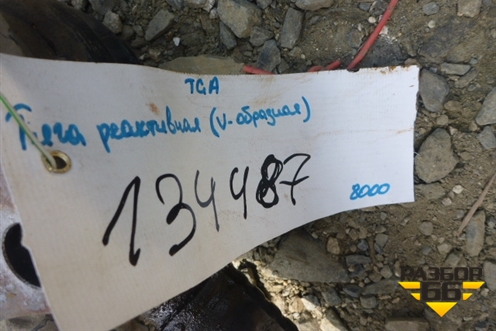 TGA
Тяга реактивная (V-образная)
134487
8000
РАЗБОР
66